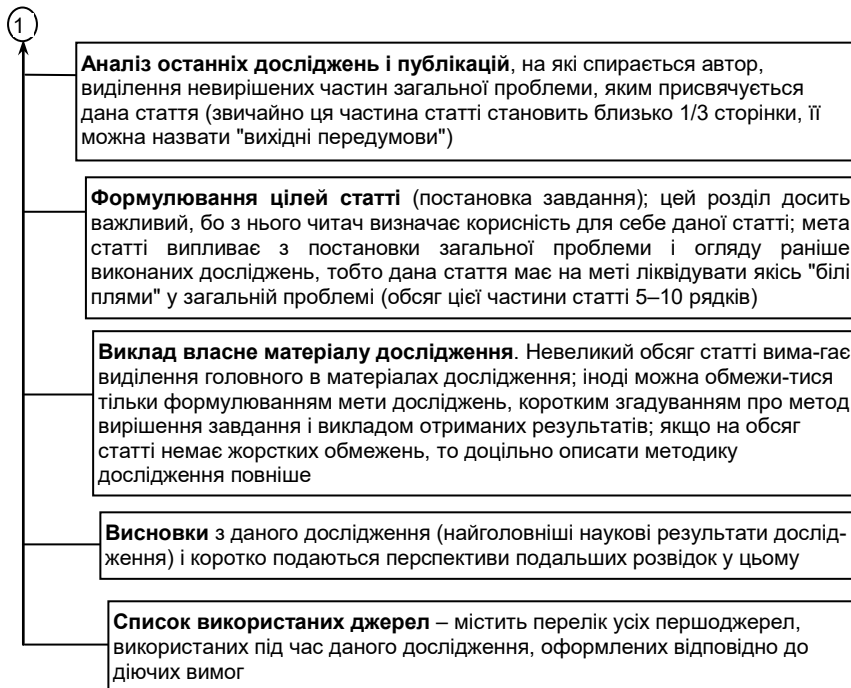 1
Аналіз останніх досліджень і публікацій, на які спирається автор,
виділення невирішених частин загальної проблеми, яким присвячується
дана стаття (звичайно ця частина статті становить близько 1/3 сторінки, її
можна назвати "вихідні передумови")
Формулювання цілей статті (постановка завдання); цей розділ досить
важливий, бо з нього читач визначає корисність для себе даної статті; мета
статті випливає з постановки загальної проблеми і огляду раніше
виконаних досліджень, тобто дана стаття має на меті ліквідувати якісь "білі
плями" у загальній проблемі (обсяг цієї частини статті 5–10 рядків)
Виклад власне матеріалу дослідження. Невеликий обсяг статті вима-гає
виділення головного в матеріалах дослідження; іноді можна обмежи-тися
тільки формулюванням мети досліджень, коротким згадуванням про метод
вирішення завдання і викладом отриманих результатів; якщо на обсяг
статті немає жорстких обмежень, то доцільно описати методику
дослідження повніше
Висновки з даного дослідження (найголовніші наукові результати дослід-
ження) і коротко подаються перспективи подальших розвідок у цьому
Список використаних джерел – містить перелік усіх першоджерел,
використаних під час даного дослідження, оформлених відповідно до
діючих вимог